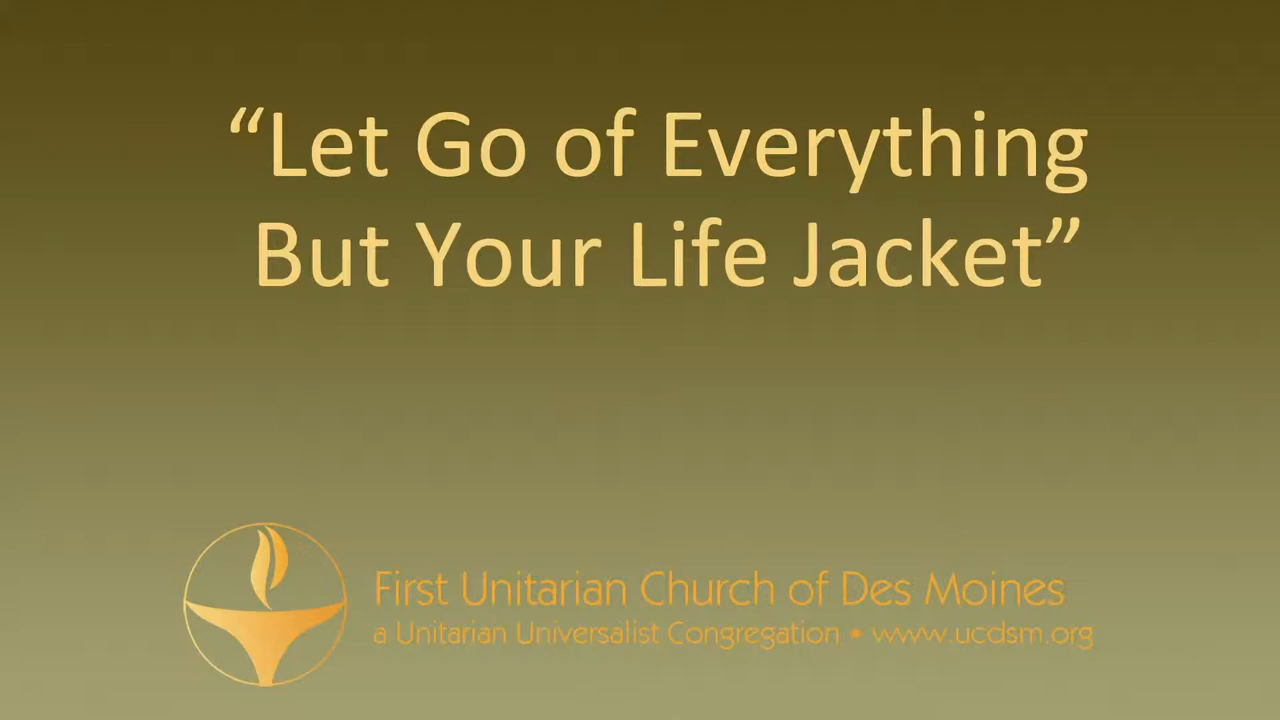 “Let Go of Everything
But Your Life Jacket”
First Unitarian Church of Des Moines
a Unitarian Universalist Congregation • www.ucdsm.org